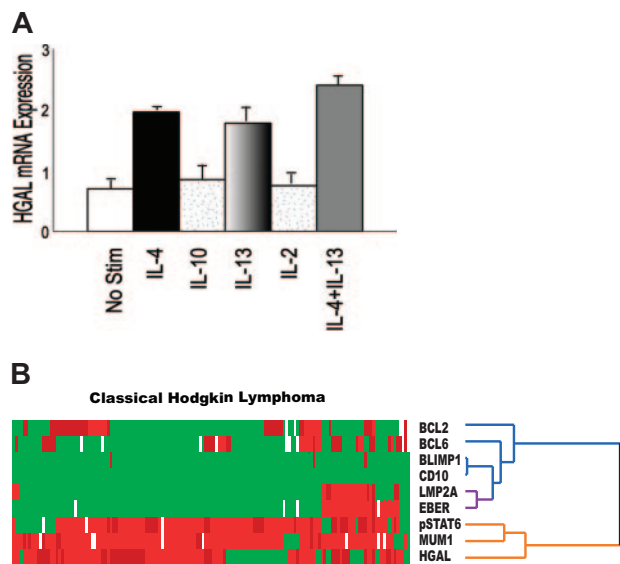 A
HGAL mRNA Expression
3
2
1
0
No Stim
IL-4
IL-10
IL-13
IL-2
IL-4+IL-13
B
Classical Hodgkin Lymphoma
BCL2
BCL6
BLIMP1
CD10
LMP2A
EBER
pSTAT6
MUM1
HGAL